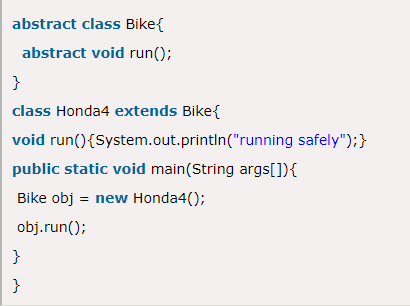 abstract class Bike{
abstract void run();
}
class Honda4 extends Bike{
void run(){System.out.println("running safely");}
public static void main(String args[]){
Bike obj = new Honda4();
obj.run();
}
}